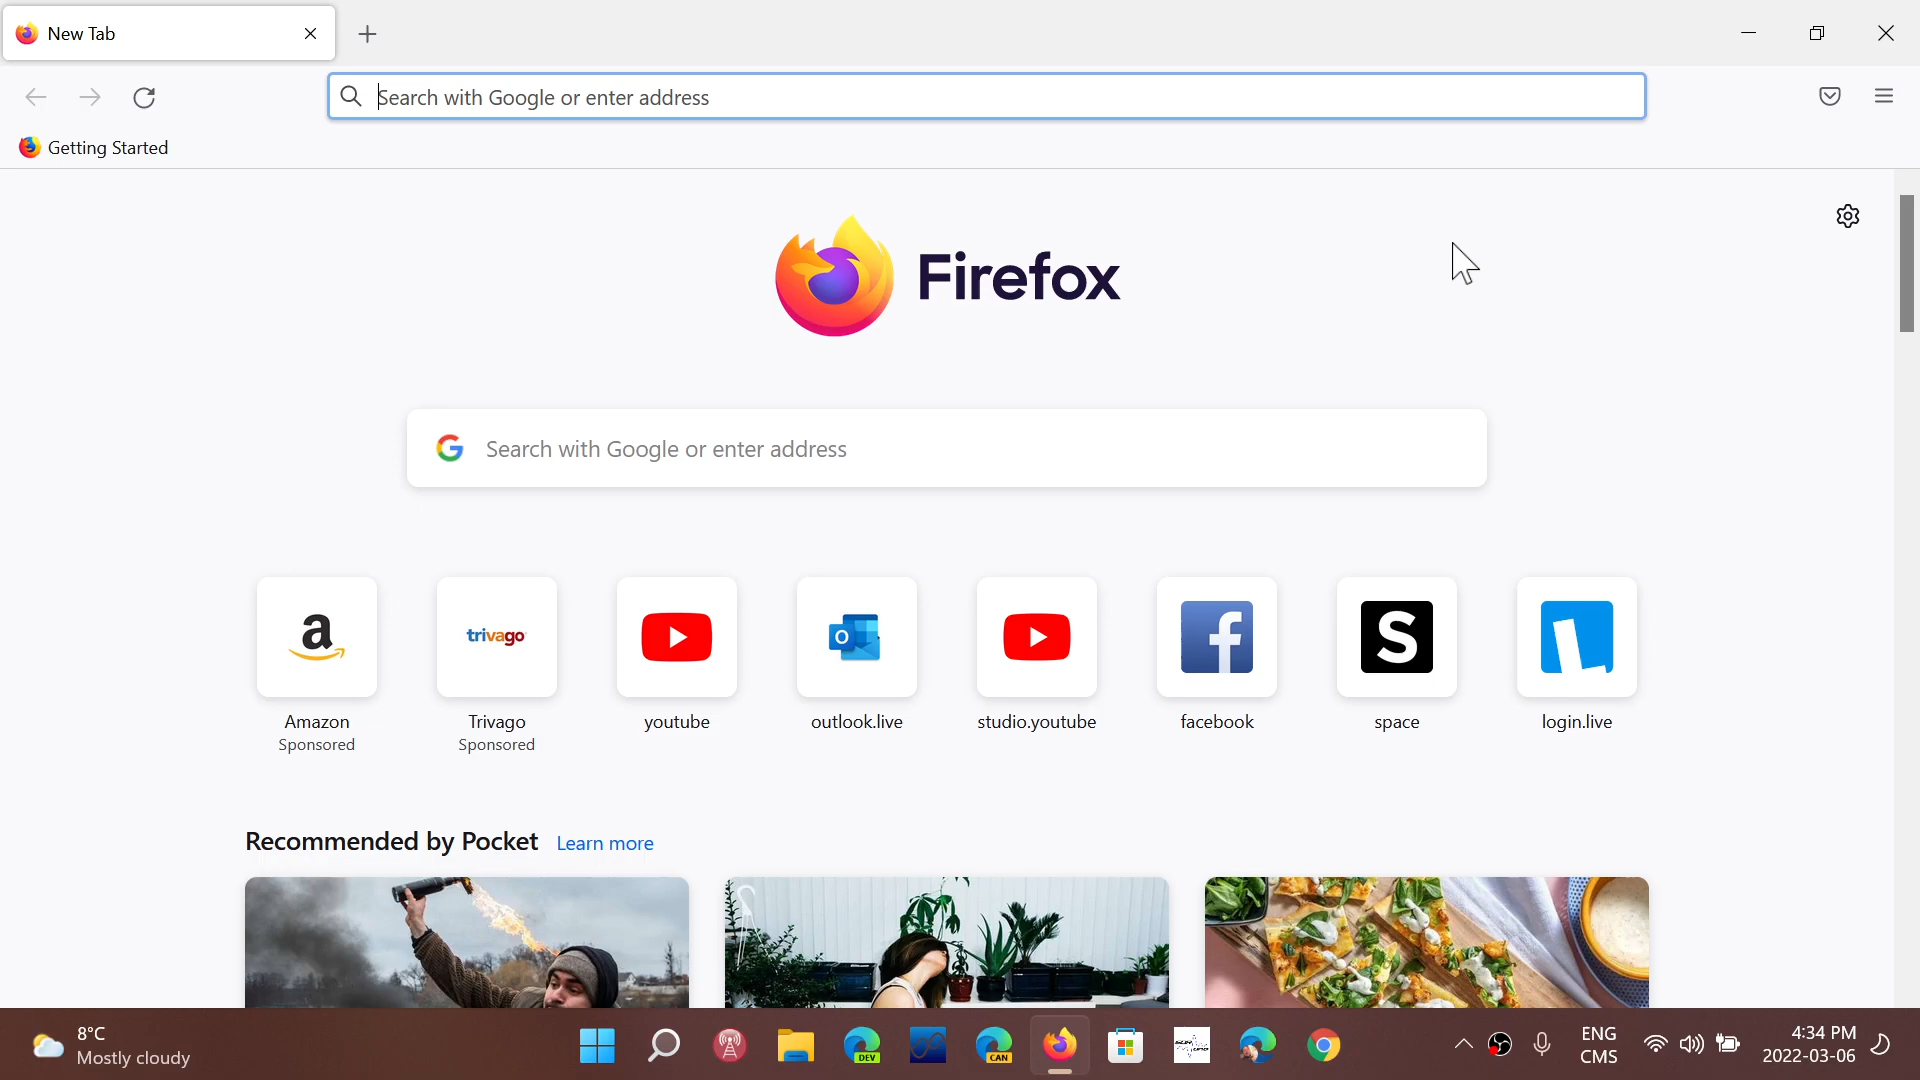 New Tab
Search with Google or enter address
Getting Started
Firefox
Search with Google or enter address
trivago
Amazon
Sponsored
Trivago
Sponsored
youtube
outlook.live
studio.youtube
facebook
space
login.live
Recommended by Pocket Learn more
8°C
Mostly cloudy
DEV
CAN
ENG
CMS
4:34 PM
2022-03-06